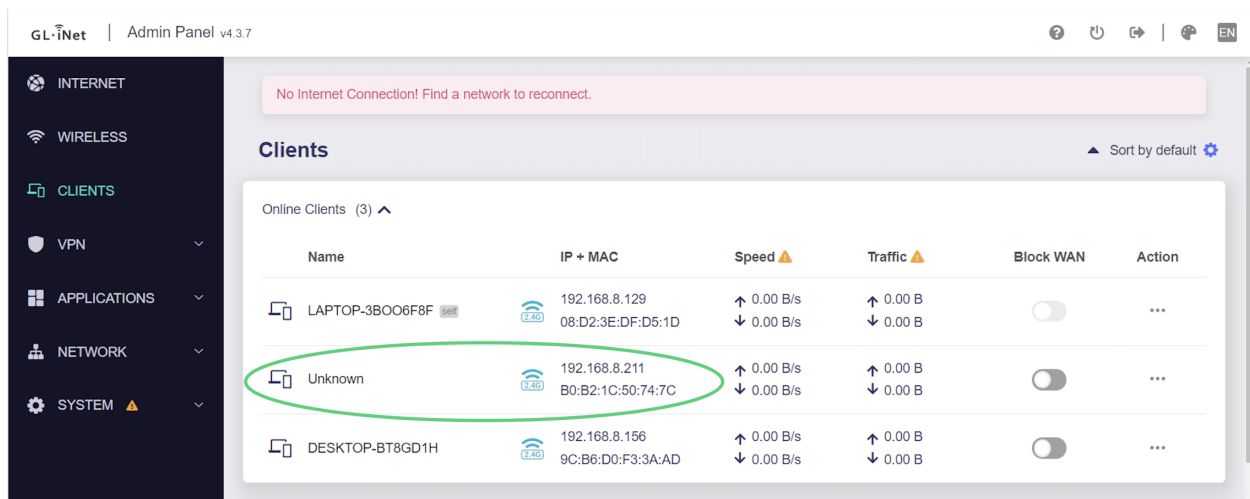 GL·iNet | Admin Panel v4.3.7 EN
INTERNET
WIRELESS
CLIENTS
VPN
APPLICATIONS
NETWORK
SYSTEM
No Internet Connection! Find a network to reconnect.
Clients
Sort by default
Online Clients (3)
Name IP + MAC Speed Traffic Block WAN Action
LAPTOP-3BOO6F8F self 2.4G 192.168.8.129 ↑ 0.00 B/s ↑ 0.00 B •••
08:D2:3E:DF:D5:1D ↓ 0.00 B/s ↓ 0.00 B
Unknown 2.4G 192.168.8.211 ↑ 0.00 B/s ↑ 0.00 B •••
B0:B2:1C:50:74:7C ↓ 0.00 B/s ↓ 0.00 B
DESKTOP-BT8GD1H 2.4G 192.168.8.156 ↑ 0.00 B/s ↑ 0.00 B •••
9C:B6:D0:F3:3A:AD ↓ 0.00 B/s ↓ 0.00 B